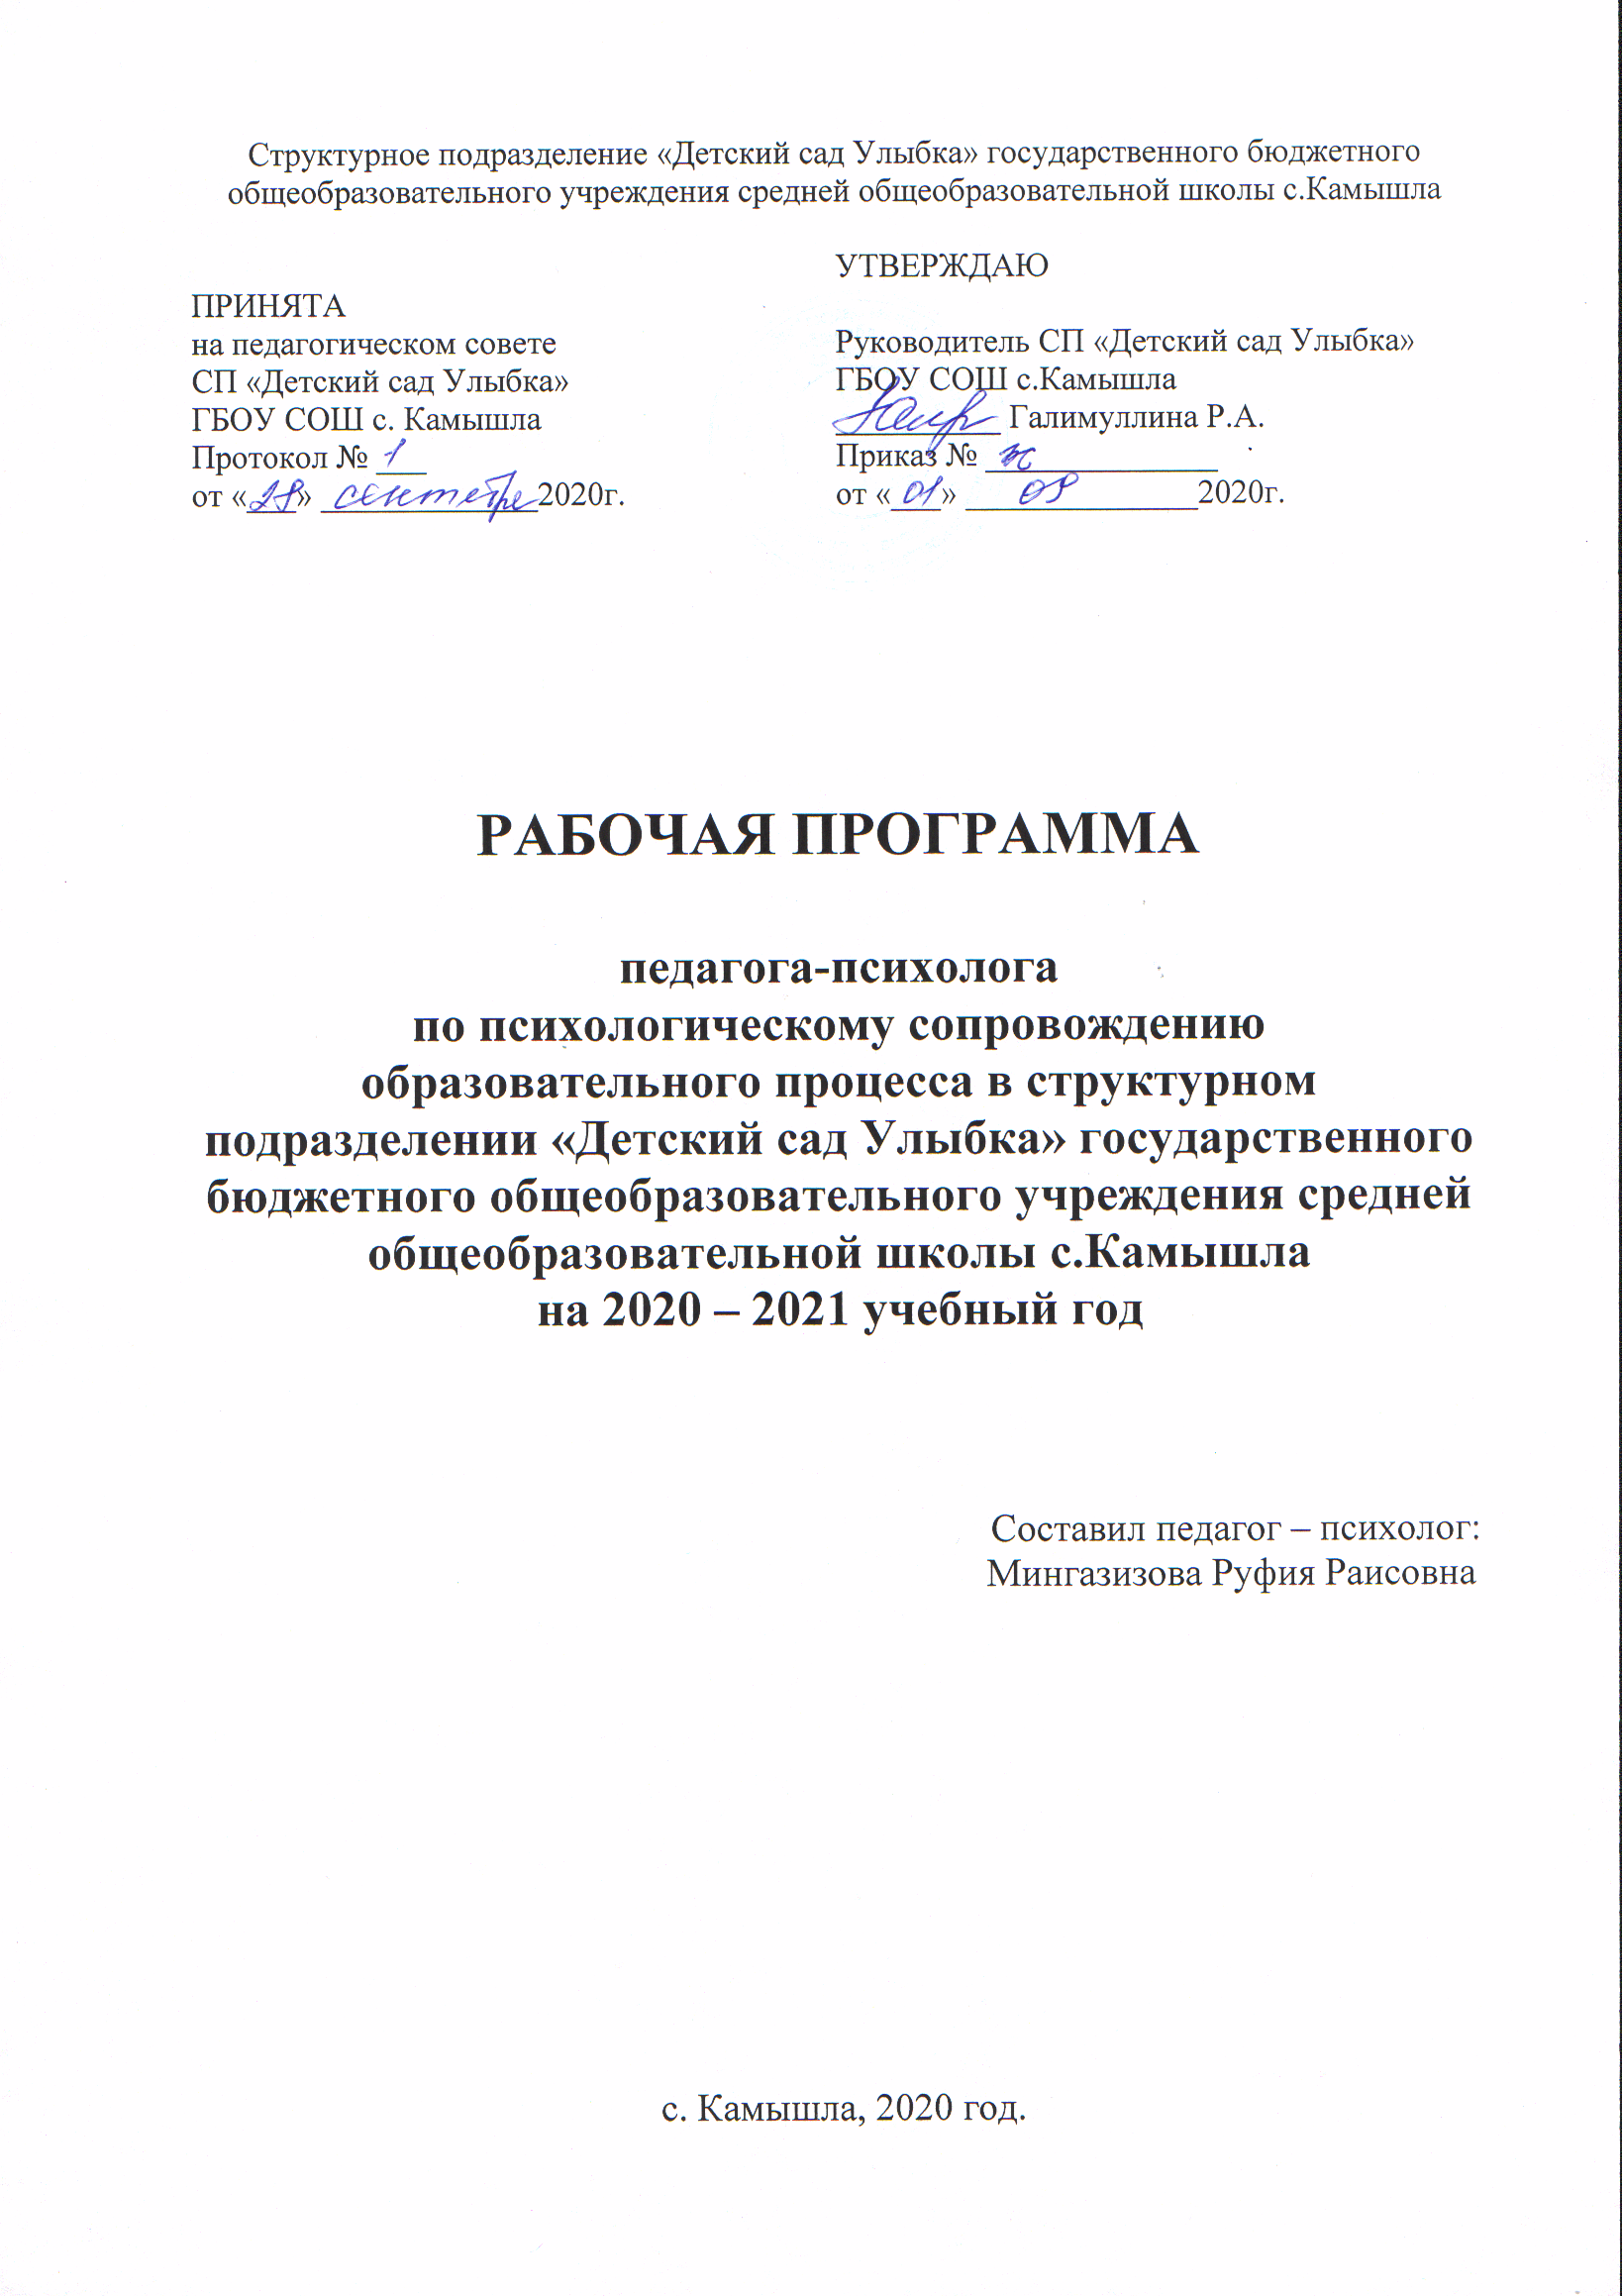 Структурное подразделение «Детский сад Улыбка» государственного бюджетного
общеобразовательного учреждения средней общеобразовательной школы с.Камышла
ПРИНЯТА
на педагогическом совете
СП «Детский сад Улыбка»
ГБОУ СОШ с. Камышла
Протокол № 1
от « » сентября 2020г.
УТВЕРЖДАЮ
Руководитель СП «Детский сад Улыбка»
ГБОУ СОШ с.Камышла
Галимуллина Р.А.
Приказ №
от «01» 09 2020г.
РАБОЧАЯ ПРОГРАММА
педагога-психолога
по психологическому сопровождению
образовательного процесса в структурном
подразделении «Детский сад Улыбка» государственного
бюджетного общеобразовательного учреждения средней
общеобразовательной школы с.Камышла
на 2020 – 2021 учебный год
Составил педагог – психолог:
Мингазизова Руфия Раисовна
с. Камышла, 2020 год.